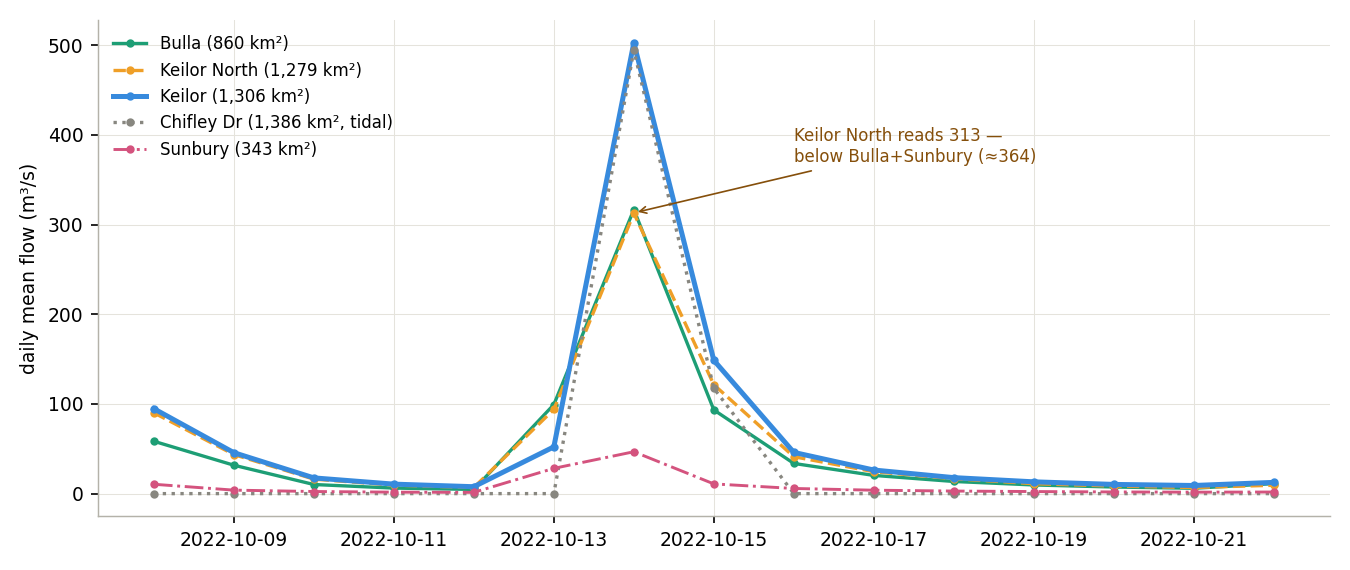 500
400
300
200
100
0
daily mean flow (m³/s)
Bulla (860 km²)
Keilor North (1,279 km²)
Keilor (1,306 km²)
Chifley Dr (1,386 km², tidal)
Sunbury (343 km²)
Keilor North reads 313 —
below Bulla+Sunbury (≈364)
2022-10-09
2022-10-11
2022-10-13
2022-10-15
2022-10-17
2022-10-19
2022-10-21